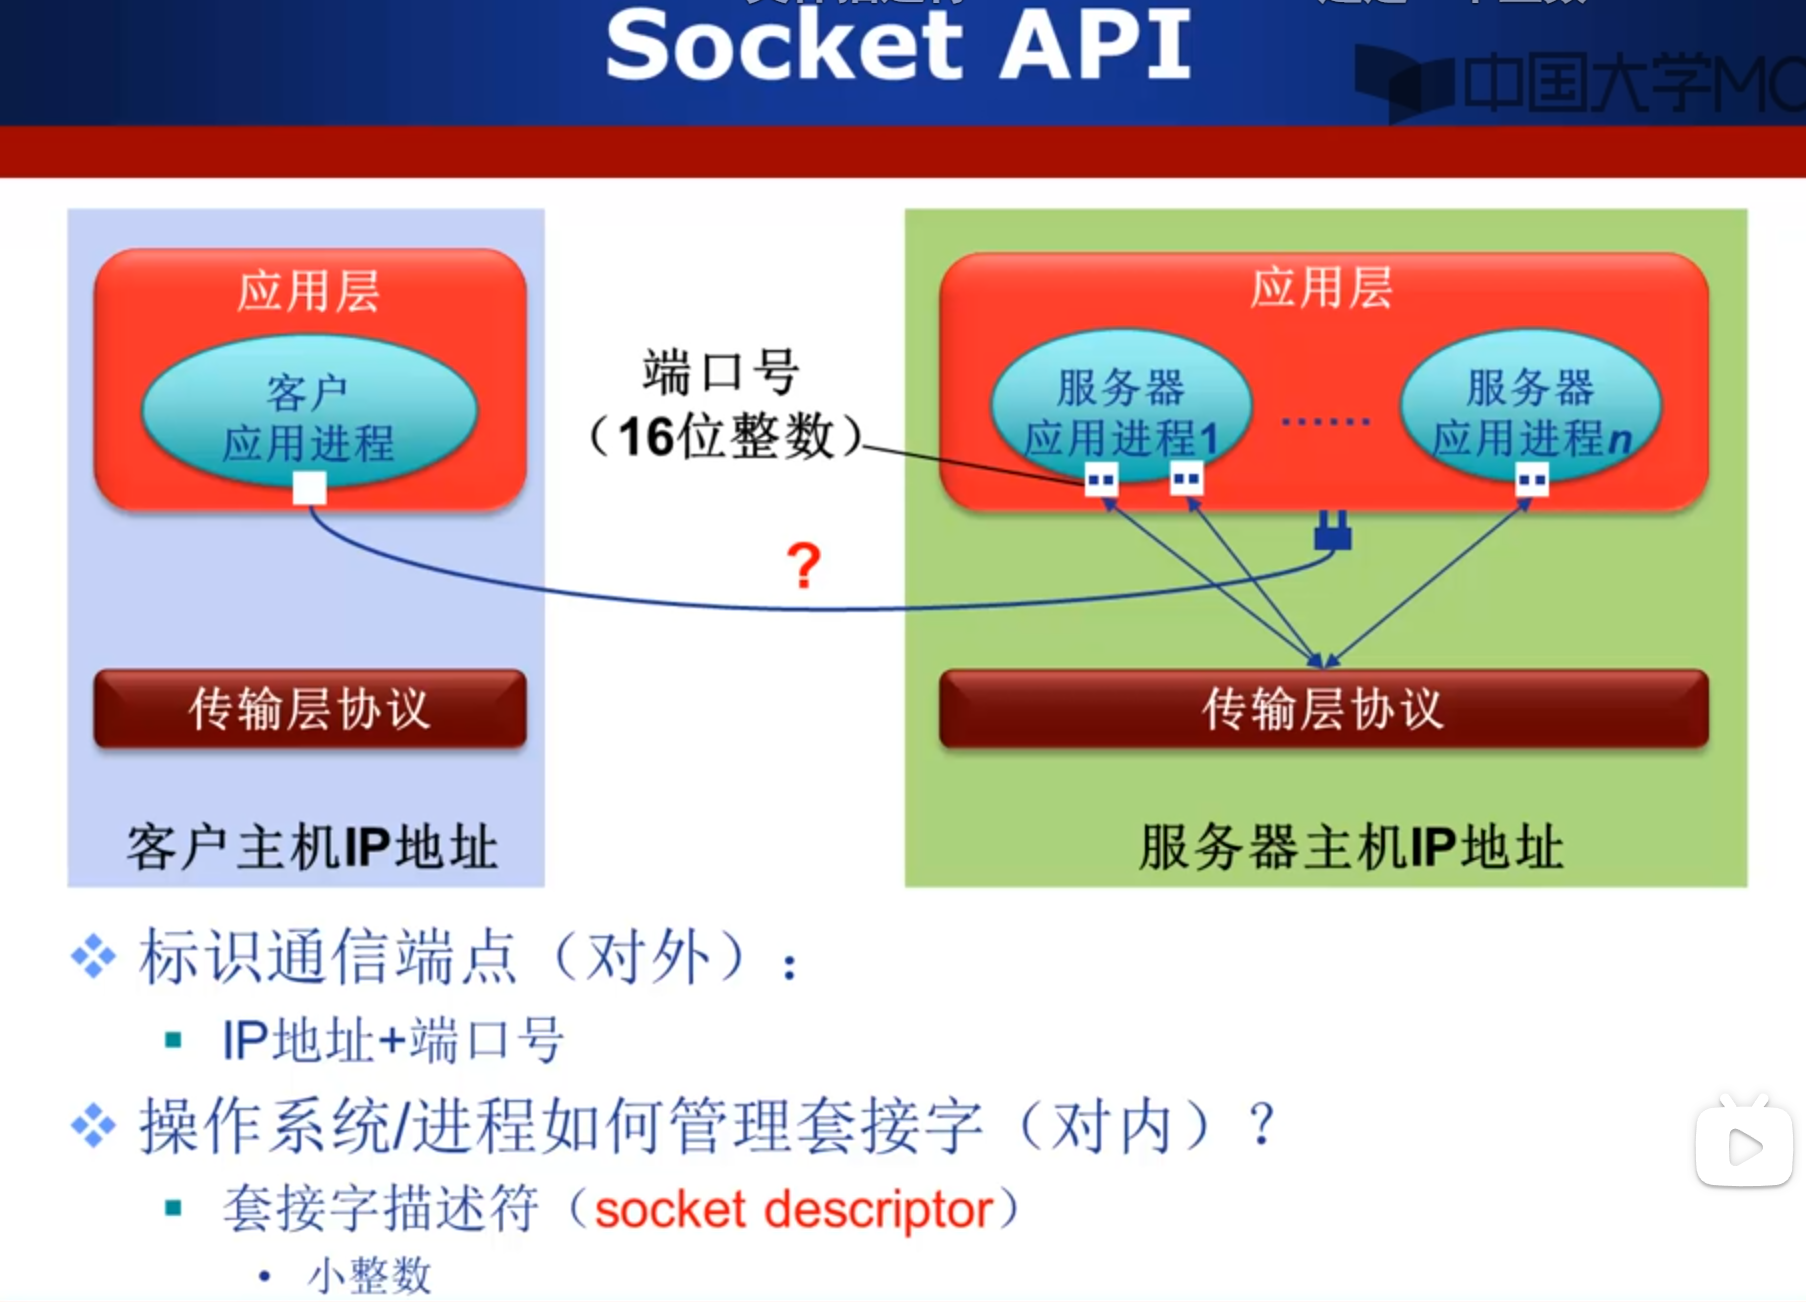 Socket API
中国大学MO
应用层
客户
应用进程
端口号
（16位整数）
应用层
服务器
应用进程1
……
服务器
应用进程n
?
传输层协议
传输层协议
客户主机IP地址
服务器主机IP地址
标识通信端点（对外）：
IP地址+端口号
操作系统/进程如何管理套接字（对内）？
套接字描述符（socket descriptor）
小整数